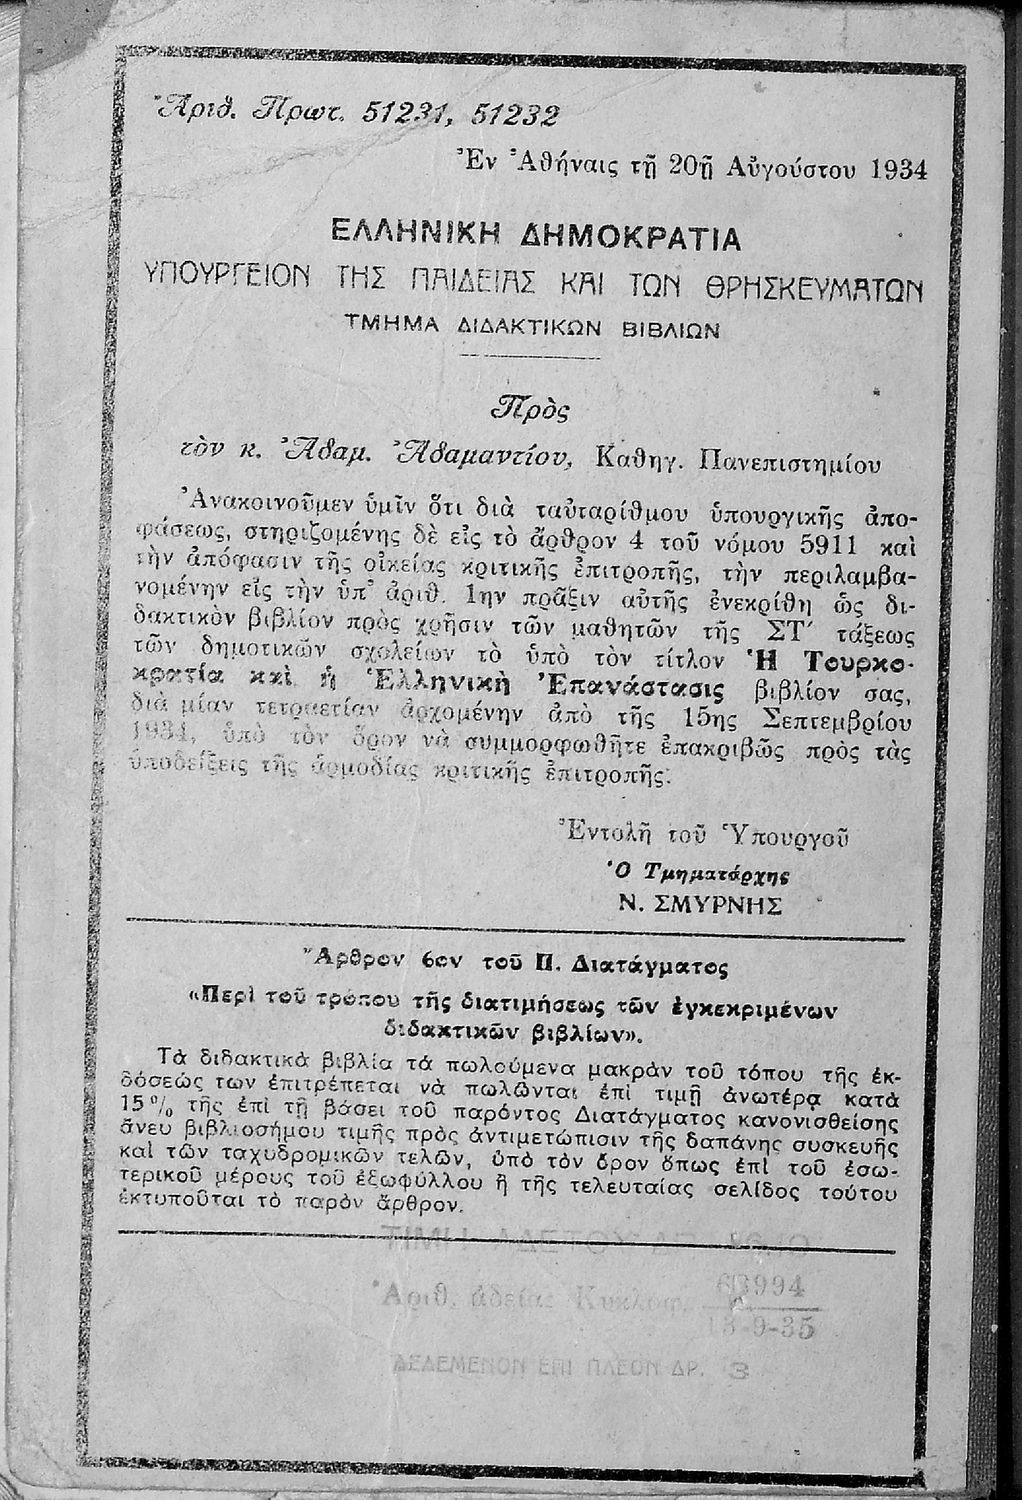 Ἀριθ. Πρωτ. 51231, 51232
Ἐν Ἀθήναις τῇ 20ῇ Αὐγούστου 1934
ΕΛΛΗΝΙΚΗ ΔΗΜΟΚΡΑΤΙΑ
ΥΠΟΥΡΓΕΙΟΝ ΤΗΣ ΠΑΙΔΕΙΑΣ ΚΑΙ ΤΩΝ ΘΡΗΣΚΕΥΜΑΤΩΝ
ΤΜΗΜΑ ΔΙΔΑΚΤΙΚΩΝ ΒΙΒΛΙΩΝ
Πρὸς
τὸν κ. Ἀδαμ. Ἀδαμαντίου, Καθηγ. Πανεπιστημίου
Ἀνακοινοῦμεν ὑμῖν ὅτι διὰ ταὐταρίθμου ὑπουργικῆς ἀπο-
φάσεως, στηριζομένης δὲ εἰς τὸ ἄρθρον 4 τοῦ νόμου 5911 καὶ
τὴν ἀπόφασιν τῆς οἰκείας κριτικῆς ἐπιτροπῆς, τὴν περιλαμβα-
νομένην εἰς τὴν ὑπ' ἀριθ. 1ην πρᾶξιν αὐτῆς ἐνεκρίθη ὡς δι-
δακτικὸν βιβλίον πρὸς χρῆσιν τῶν μαθητῶν τῆς ΣΤ΄ τάξεως
τῶν δημοτικῶν σχολείων τὸ ὑπὸ τὸν τίτλον Ἡ Τουρκο-
κρατία καὶ ἡ Ἑλληνικὴ Ἐπανάστασις βιβλίον σας,
διὰ μίαν τετραετίαν ἀρχομένην ἀπὸ τῆς 15ης Σεπτεμβρίου
1934, ὑπὸ τὸν ὅρον νὰ συμμορφωθῆτε ἐπακριβῶς πρὸς τὰς
ὑποδείξεις τῆς ἁρμοδίας κριτικῆς ἐπιτροπῆς.
Ἐντολῇ τοῦ Ὑπουργοῦ
Ὁ Τμηματάρχης
Ν. ΣΜΥΡΝΗΣ
Ἄρθρον 6ον τοῦ Π. Διατάγματος
«Περὶ τοῦ τρόπου τῆς διατιμήσεως τῶν ἐγκεκριμένων
διδακτικῶν βιβλίων».
Τὰ διδακτικὰ βιβλία τὰ πωλούμενα μακρὰν τοῦ τόπου τῆς ἐκ-
δόσεώς των ἐπιτρέπεται νὰ πωλῶνται ἐπὶ τιμῇ ἀνωτέρᾳ κατὰ
15% τῆς ἐπὶ τῇ βάσει τοῦ παρόντος Διατάγματος κανονισθείσης
ἄνευ βιβλιοσήμου τιμῆς πρὸς ἀντιμετώπισιν τῆς δαπάνης συσκευῆς
καὶ τῶν ταχυδρομικῶν τελῶν, ὑπὸ τὸν ὅρον ὅπως ἐπὶ τοῦ ἐσω-
τερικοῦ μέρους τοῦ ἐξωφύλλου ἢ τῆς τελευταίας σελίδος τούτου
ἐκτυποῦται τὸ παρὸν ἄρθρον.
ΤΙΜΗ ΑΔΕΤΟΥ ΔΡ.
Ἀριθ. ἀδείας Κυκλοφ. 63994
13-9-35
ΔΕΔΕΜΕΝΟΝ ΕΠΙ ΠΛΕΟΝ ΔΡ. 3